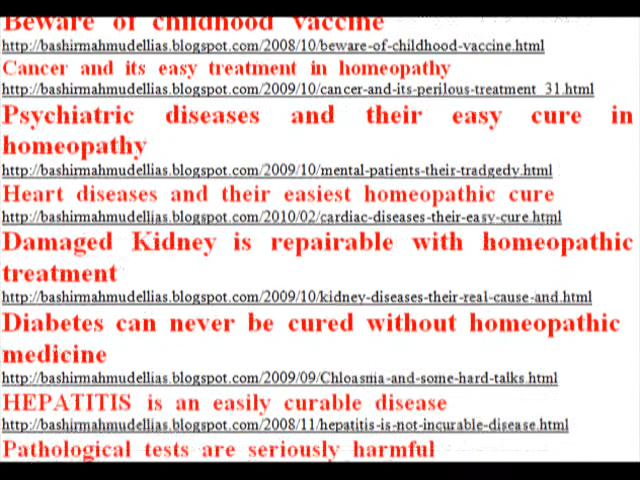 Beware of childhood vaccine
http://bashirmahmudellias.blogspot.com/2008/10/beware-of-childhood-vaccine.html
Cancer and its easy treatment in homeopathy
http://bashirmahmudellias.blogspot.com/2009/10/cancer-and-its-perilous-treatment_31.html
Psychiatric diseases and their easy cure in
homeopathy
http://bashirmahmudellias.blogspot.com/2009/10/mental-patients-their-tradgedy.html
Heart diseases and their easiest homeopathic cure
http://bashirmahmudellias.blogspot.com/2010/02/cardiac-diseases-their-easy-cure.html
Damaged Kidney is repairable with homeopathic
treatment
http://bashirmahmudellias.blogspot.com/2009/10/kidney-diseases-their-real-cause-and.html
Diabetes can never be cured without homeopathic
medicine
http://bashirmahmudellias.blogspot.com/2009/09/Chloasma-and-some-hard-talks.html
HEPATITIS is an easily curable disease
http://bashirmahmudellias.blogspot.com/2008/11/hepatitis-is-not-incurable-disease.html
Pathological tests are seriously harmful